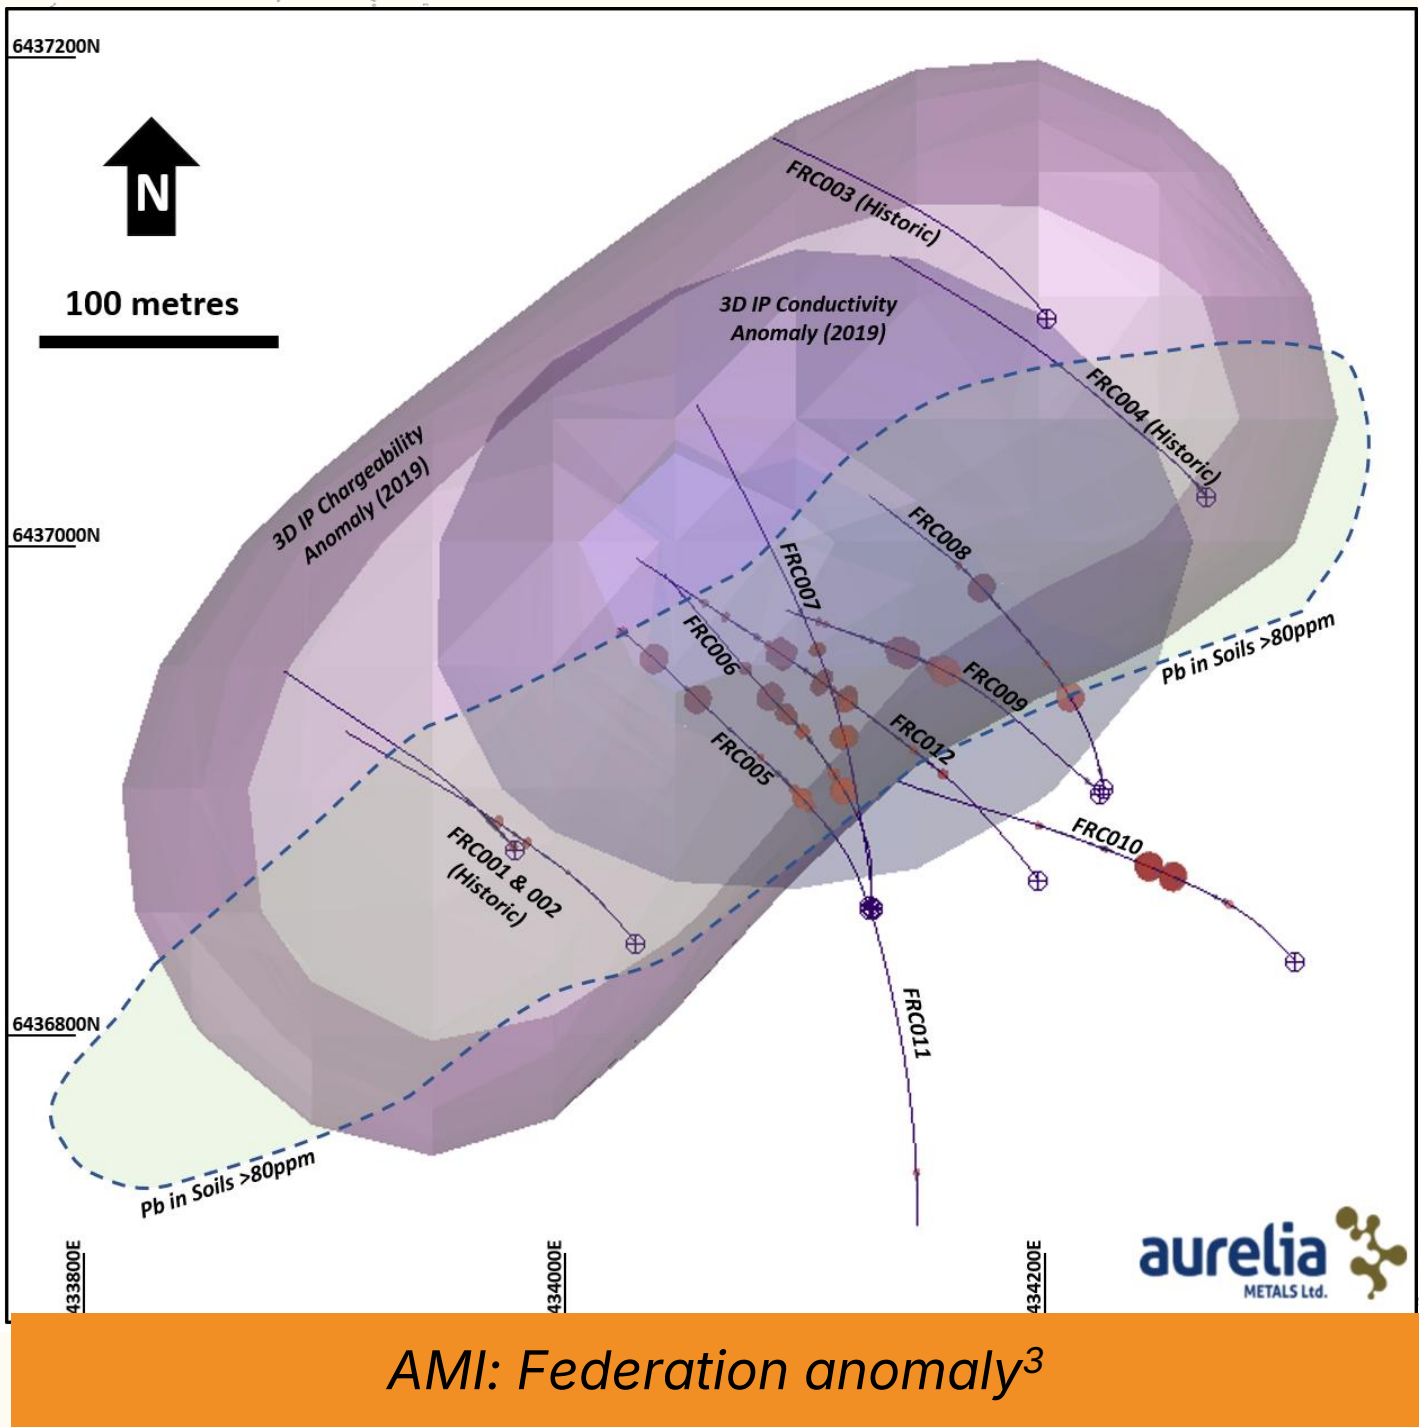 6437200N
N
100 metres
FRC003 (Historic)
3D IP Conductivity
Anomaly (2019)
FRC004 (Historic)
3D IP Chargeability
Anomaly (2019)
6437000N
FRC008
FRC007
FRC006
FRC009
Pb in Soils >80ppm
FRC005
FRC012
FRC010
FRC001 & 002
(Historic)
FRC011
6436800N
Pb in Soils >80ppm
433800E
434000E
434200E
aurelia
METALS Ltd.
AMI: Federation anomaly³